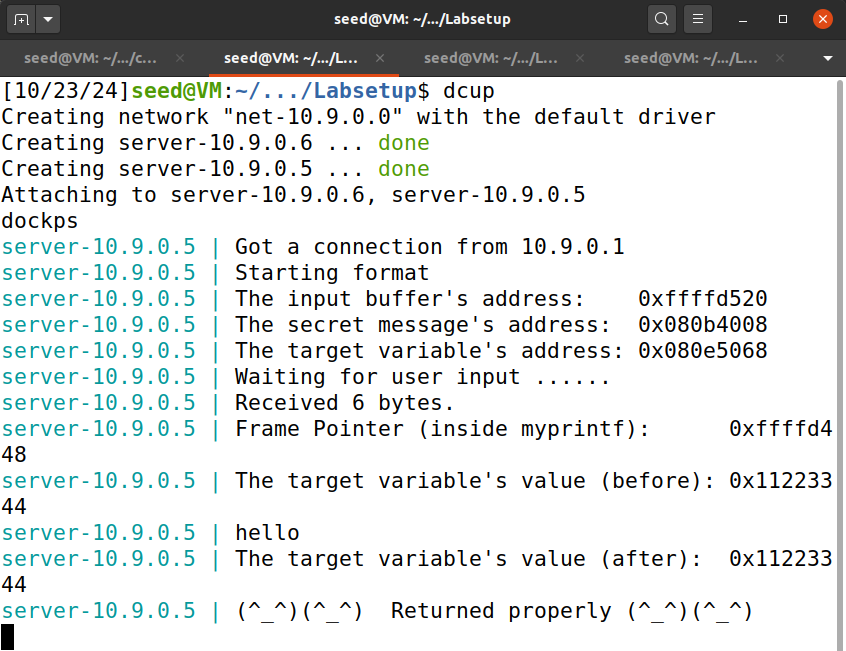 seed@VM: ~/.../Labsetup
seed@VM: ~/.../c... × seed@VM: ~/.../L... × seed@VM: ~/.../L... × seed@VM: ~/.../L... ×
[10/23/24]seed@VM:~/.../Labsetup$ dcup
Creating network "net-10.9.0.0" with the default driver
Creating server-10.9.0.6 ... done
Creating server-10.9.0.5 ... done
Attaching to server-10.9.0.6, server-10.9.0.5
dockps
server-10.9.0.5 | Got a connection from 10.9.0.1
server-10.9.0.5 | Starting format
server-10.9.0.5 | The input buffer's address:    0xffffd520
server-10.9.0.5 | The secret message's address:  0x080b4008
server-10.9.0.5 | The target variable's address: 0x080e5068
server-10.9.0.5 | Waiting for user input ......
server-10.9.0.5 | Received 6 bytes.
server-10.9.0.5 | Frame Pointer (inside myprintf):      0xffffd4
48
server-10.9.0.5 | The target variable's value (before): 0x112233
44
server-10.9.0.5 | hello
server-10.9.0.5 | The target variable's value (after):  0x112233
44
server-10.9.0.5 | (^_^)(^_^)  Returned properly (^_^)(^_^)